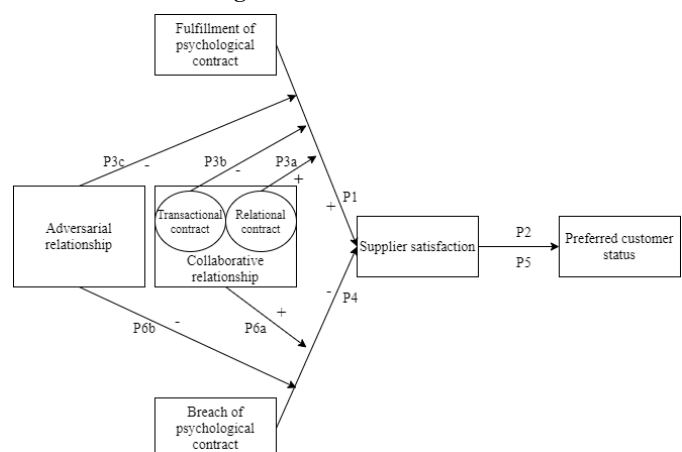 Fulfillment of
psychological
contract
P3c
-
P3b
-
P3a
+
P1
+
Adversarial
relationship
Transactional
contract
Relational
contract
Collaborative
relationship
Supplier satisfaction
P2
P5
Preferred customer
status
-
P4
P6b
-
P6a
+
Breach of
psychological
contract